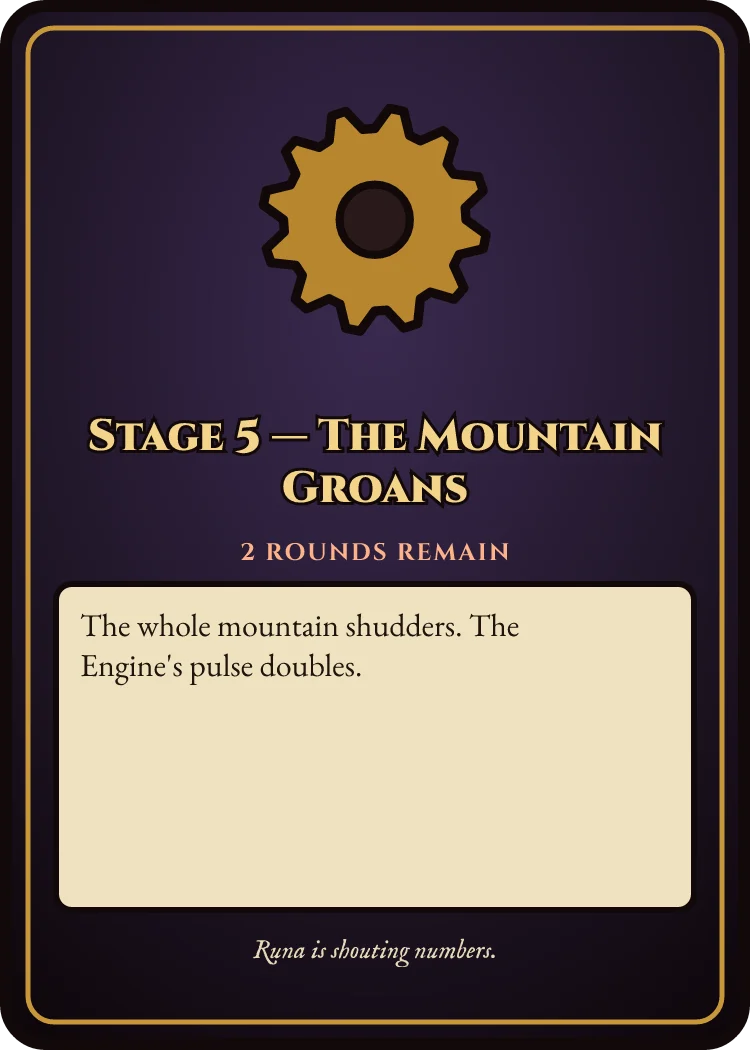 Stage 5 — The Mountain
Groans
2 ROUNDS REMAIN
The whole mountain shudders. The
Engine's pulse doubles.
Runa is shouting numbers.